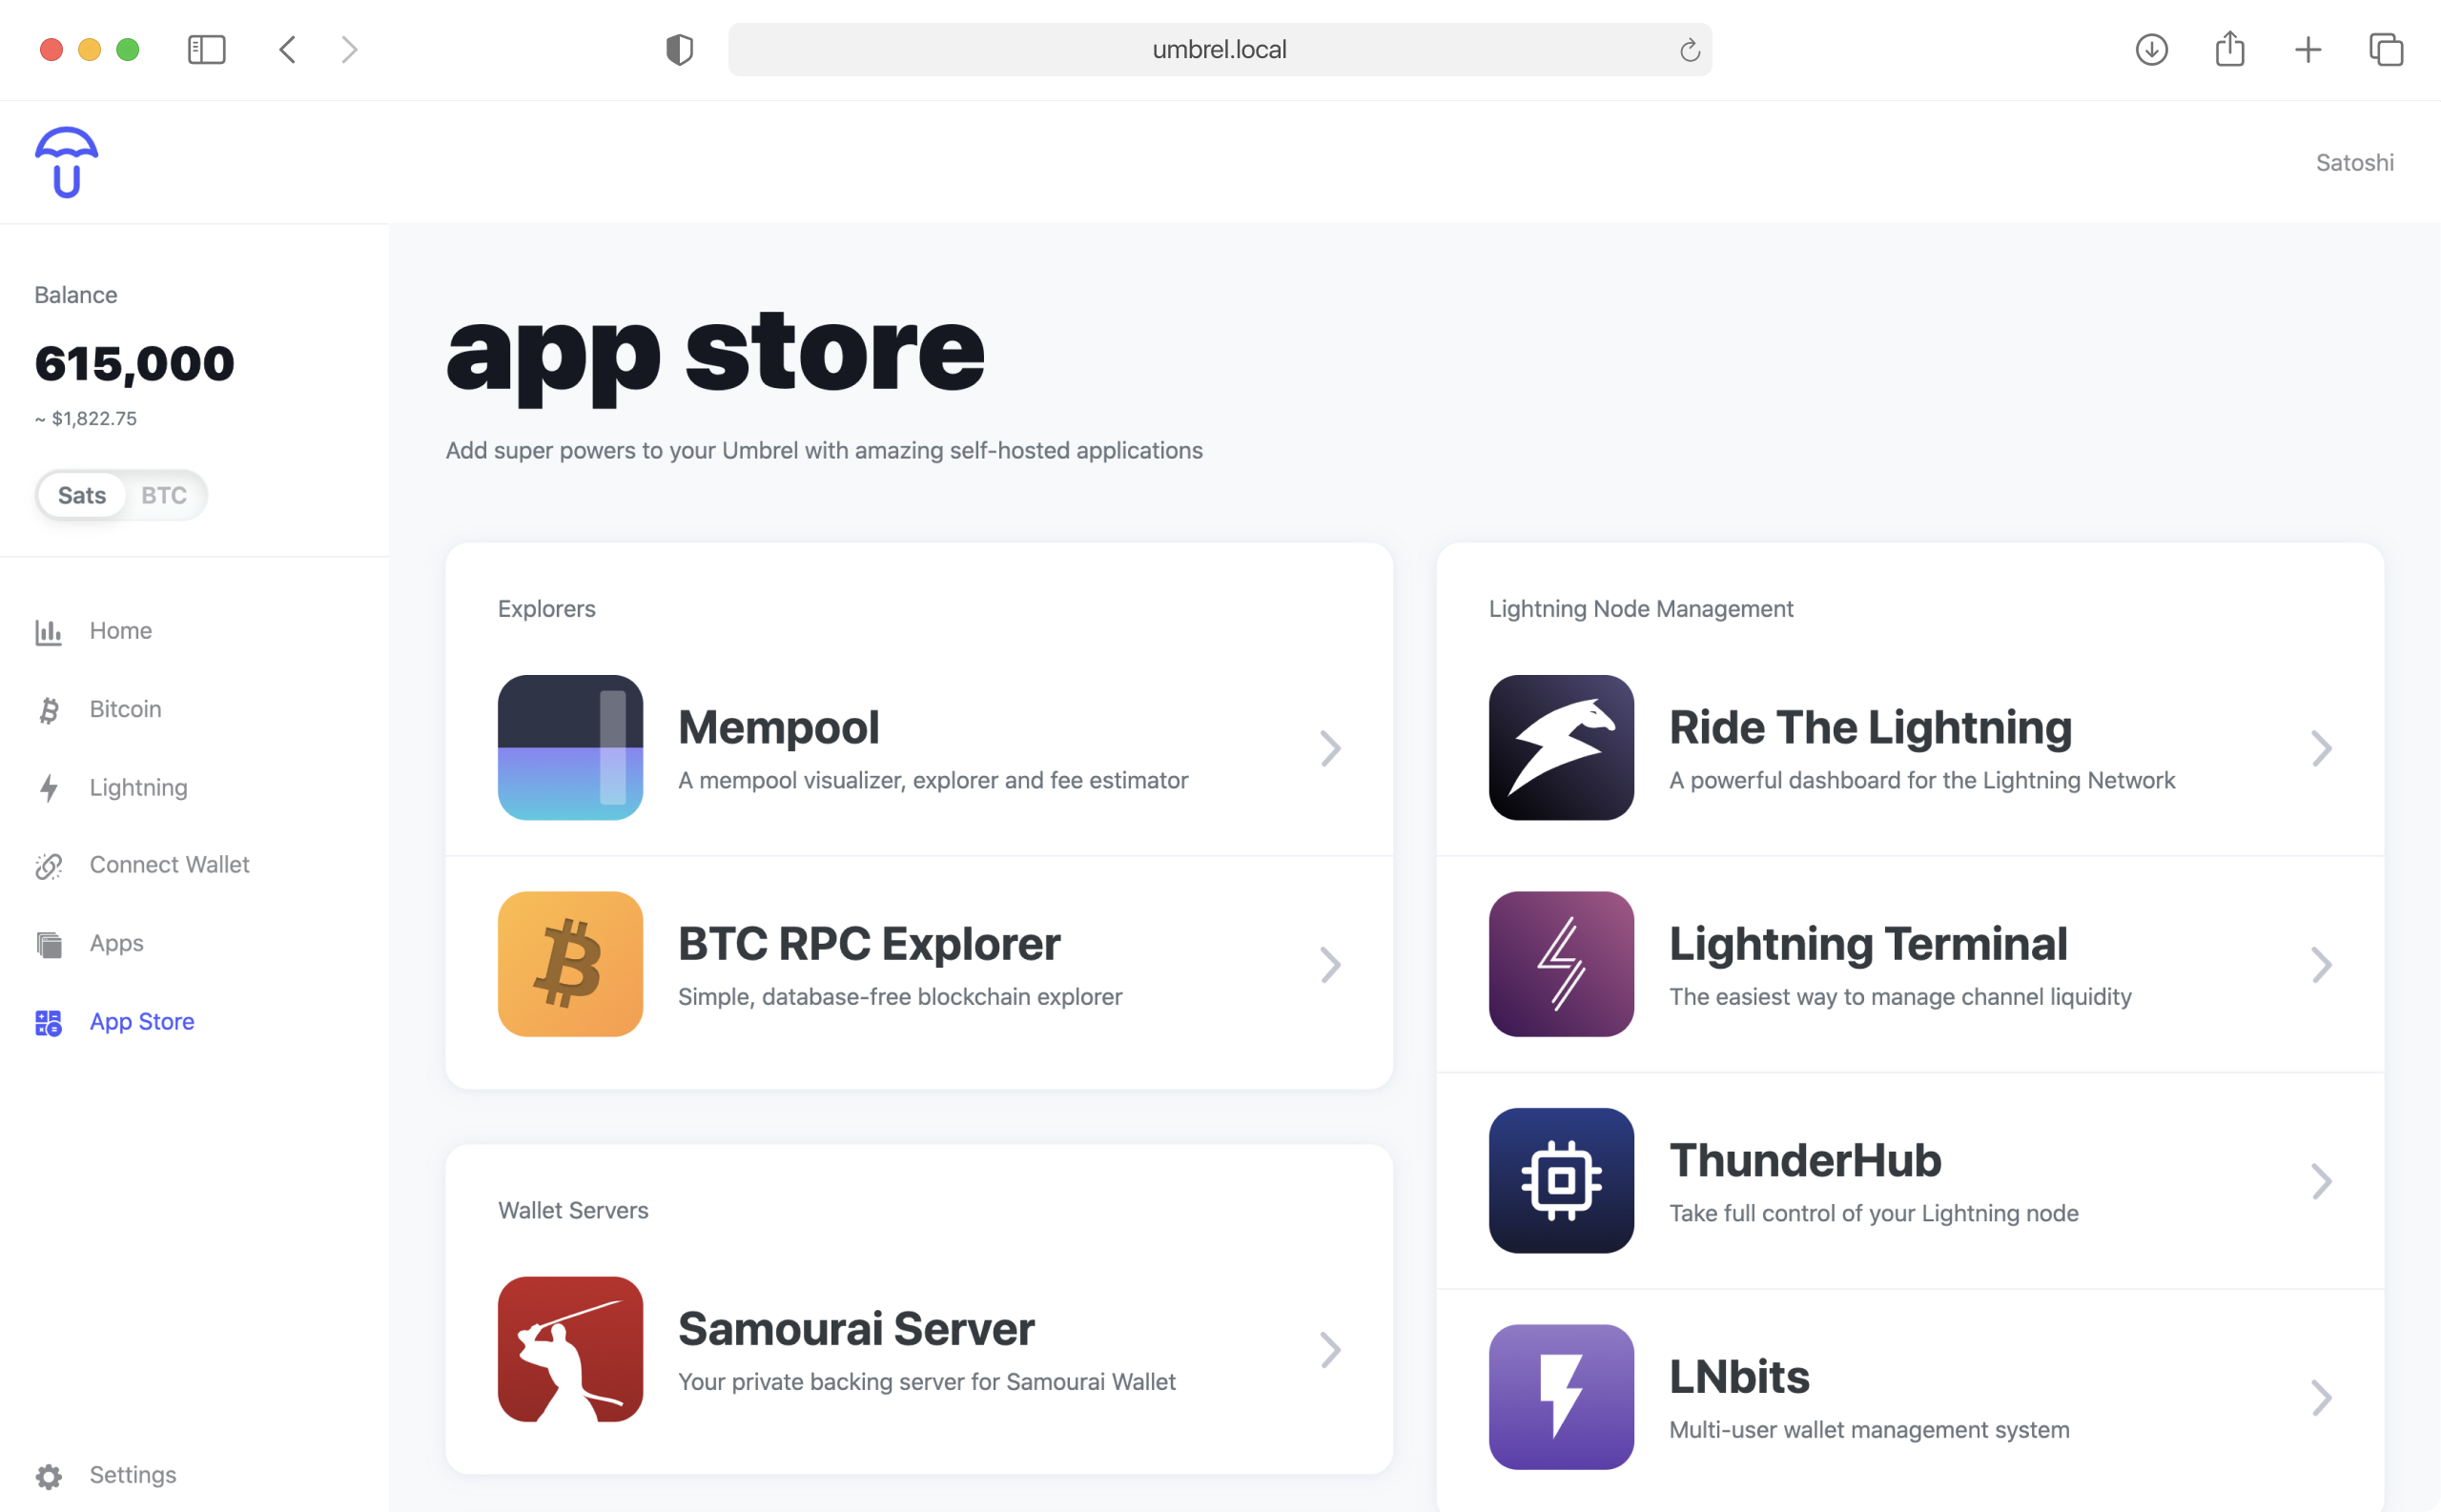 umbrel.local
Satoshi
Balance
615,000
~ $1,822.75
Sats BTC
Home
Bitcoin
Lightning
Connect Wallet
Apps
App Store
Settings
app store
Add super powers to your Umbrel with amazing self-hosted applications
Explorers
Mempool
A mempool visualizer, explorer and fee estimator
BTC RPC Explorer
Simple, database-free blockchain explorer
Wallet Servers
Samourai Server
Your private backing server for Samourai Wallet
Lightning Node Management
Ride The Lightning
A powerful dashboard for the Lightning Network
Lightning Terminal
The easiest way to manage channel liquidity
ThunderHub
Take full control of your Lightning node
LNbits
Multi-user wallet management system